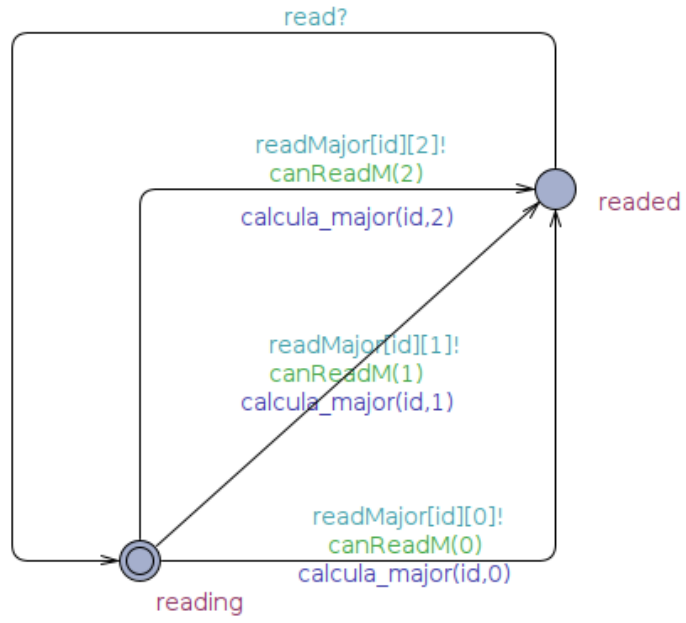 read?
readMajor[id][2]!
canReadM(2)
calcula_major(id,2)
readed
readMajor[id][1]!
canReadM(1)
calcula_major(id,1)
readMajor[id][0]!
canReadM(0)
calcula_major(id,0)
reading